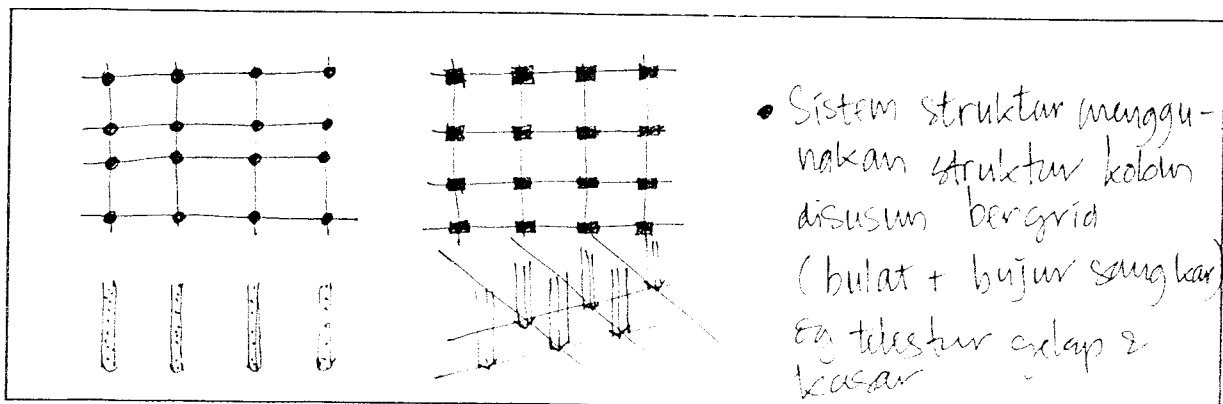 • Sistem struktur menggu-
nakan struktur kolom
disusun bergrid
(bulat + bujur sangkar)
tekstur gelap &
kasar